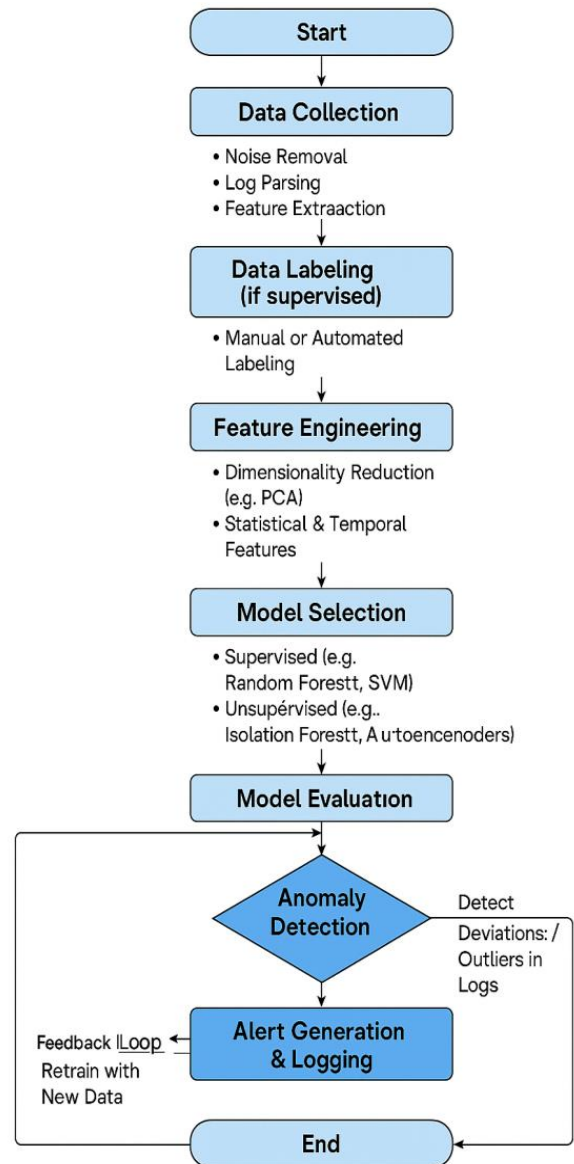 Start
Data Collection
• Noise Removal
• Log Parsing
• Feature Extraaction
Data Labeling
(if supervised)
• Manual or Automated
Labeling
Feature Engineering
• Dimensionality Reduction
(e.g. PCA)
• Statistical & Temporal
Features
Model Selection
• Supervised (e.g.
Random Forestt, SVM)
• Unsupérvised (e.g..
Isolation Forestt, Autoencenoders)
Model Evaluation
Anomaly
Detection
Detect
Deviations: /
Outliers in
Logs
Alert Generation
& Logging
Feedback lLoop
Retrain with
New Data
End